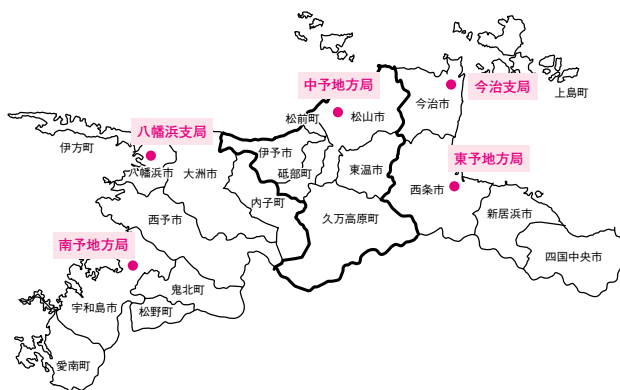 中予地方局
今治支局
上島町
今治市
松前町
松山市
八幡浜支局
伊方町
伊予市
東予地方局
八幡浜市
大洲市
砥部町
東温市
西条市
内子町
西予市
久万高原町
新居浜市
南予地方局
四国中央市
鬼北町
宇和島市
松野町
愛南町